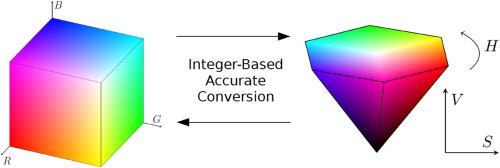 B
G
R
Integer-Based
Accurate
Conversion
H
V
S